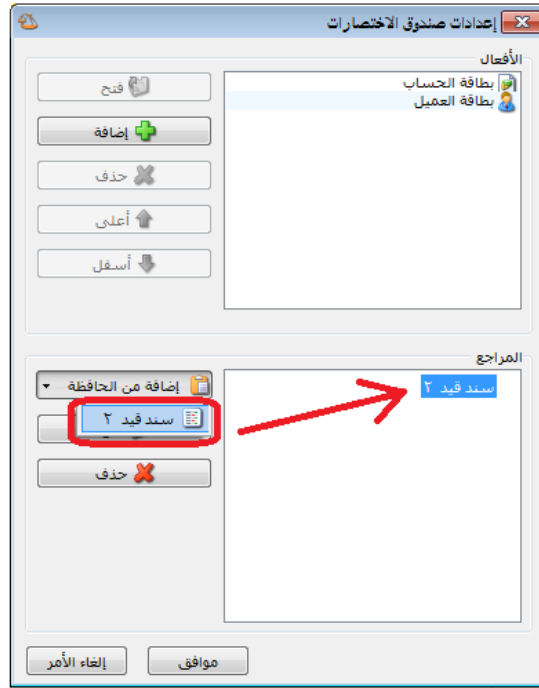 إعدادات صندوق الاختصارات
الأفعال
بطاقة الحساب
بطاقة العميل
فتح
إضافة
حذف
أعلى
أسفل
المراجع
سند قيد ٢
إضافة من الحافظة
سند قيد ٢
حذف
موافق
إلغاء الأمر